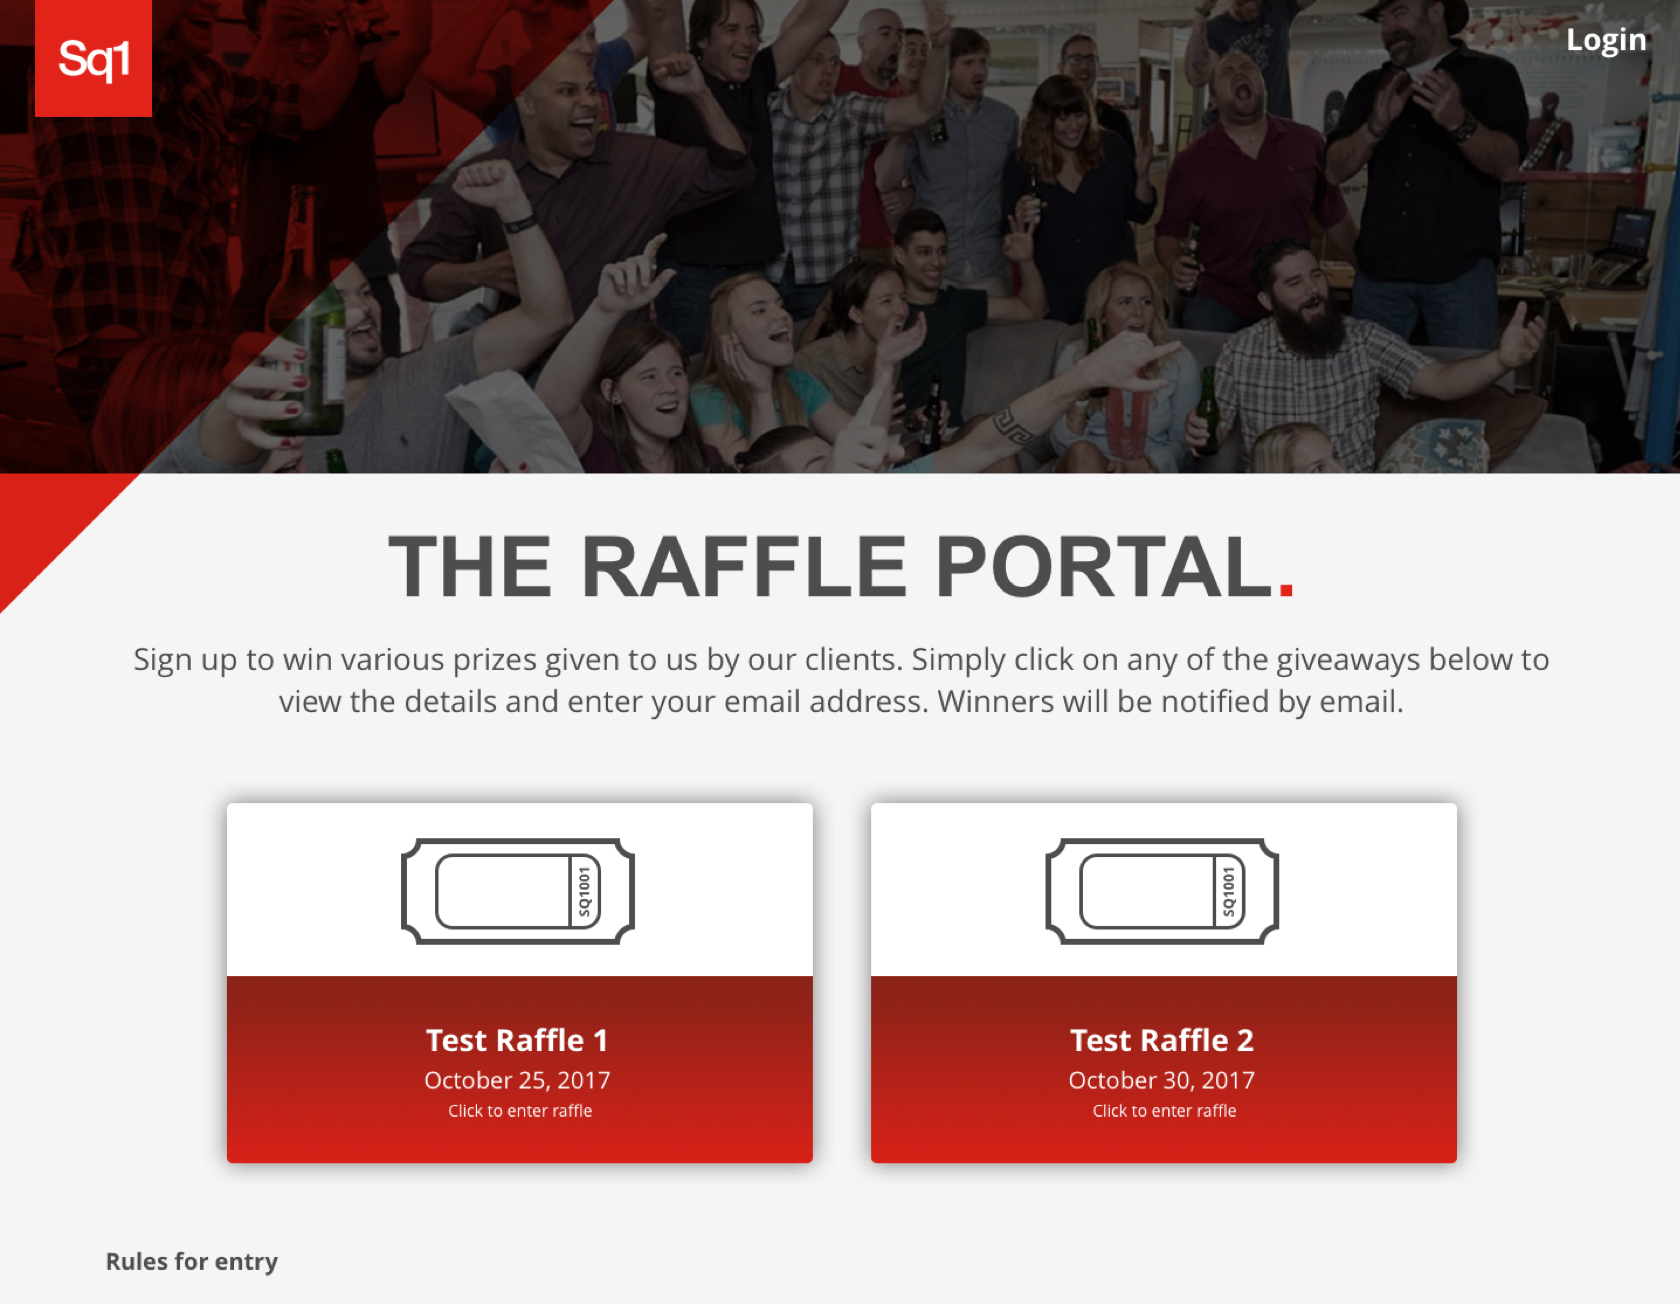 Sq1
Login
THE RAFFLE PORTAL.
Sign up to win various prizes given to us by our clients. Simply click on any of the giveaways below to
view the details and enter your email address. Winners will be notified by email.
SQ1001
SQ1001
Test Raffle 1
October 25, 2017
Click to enter raffle
Test Raffle 2
October 30, 2017
Click to enter raffle
Rules for entry